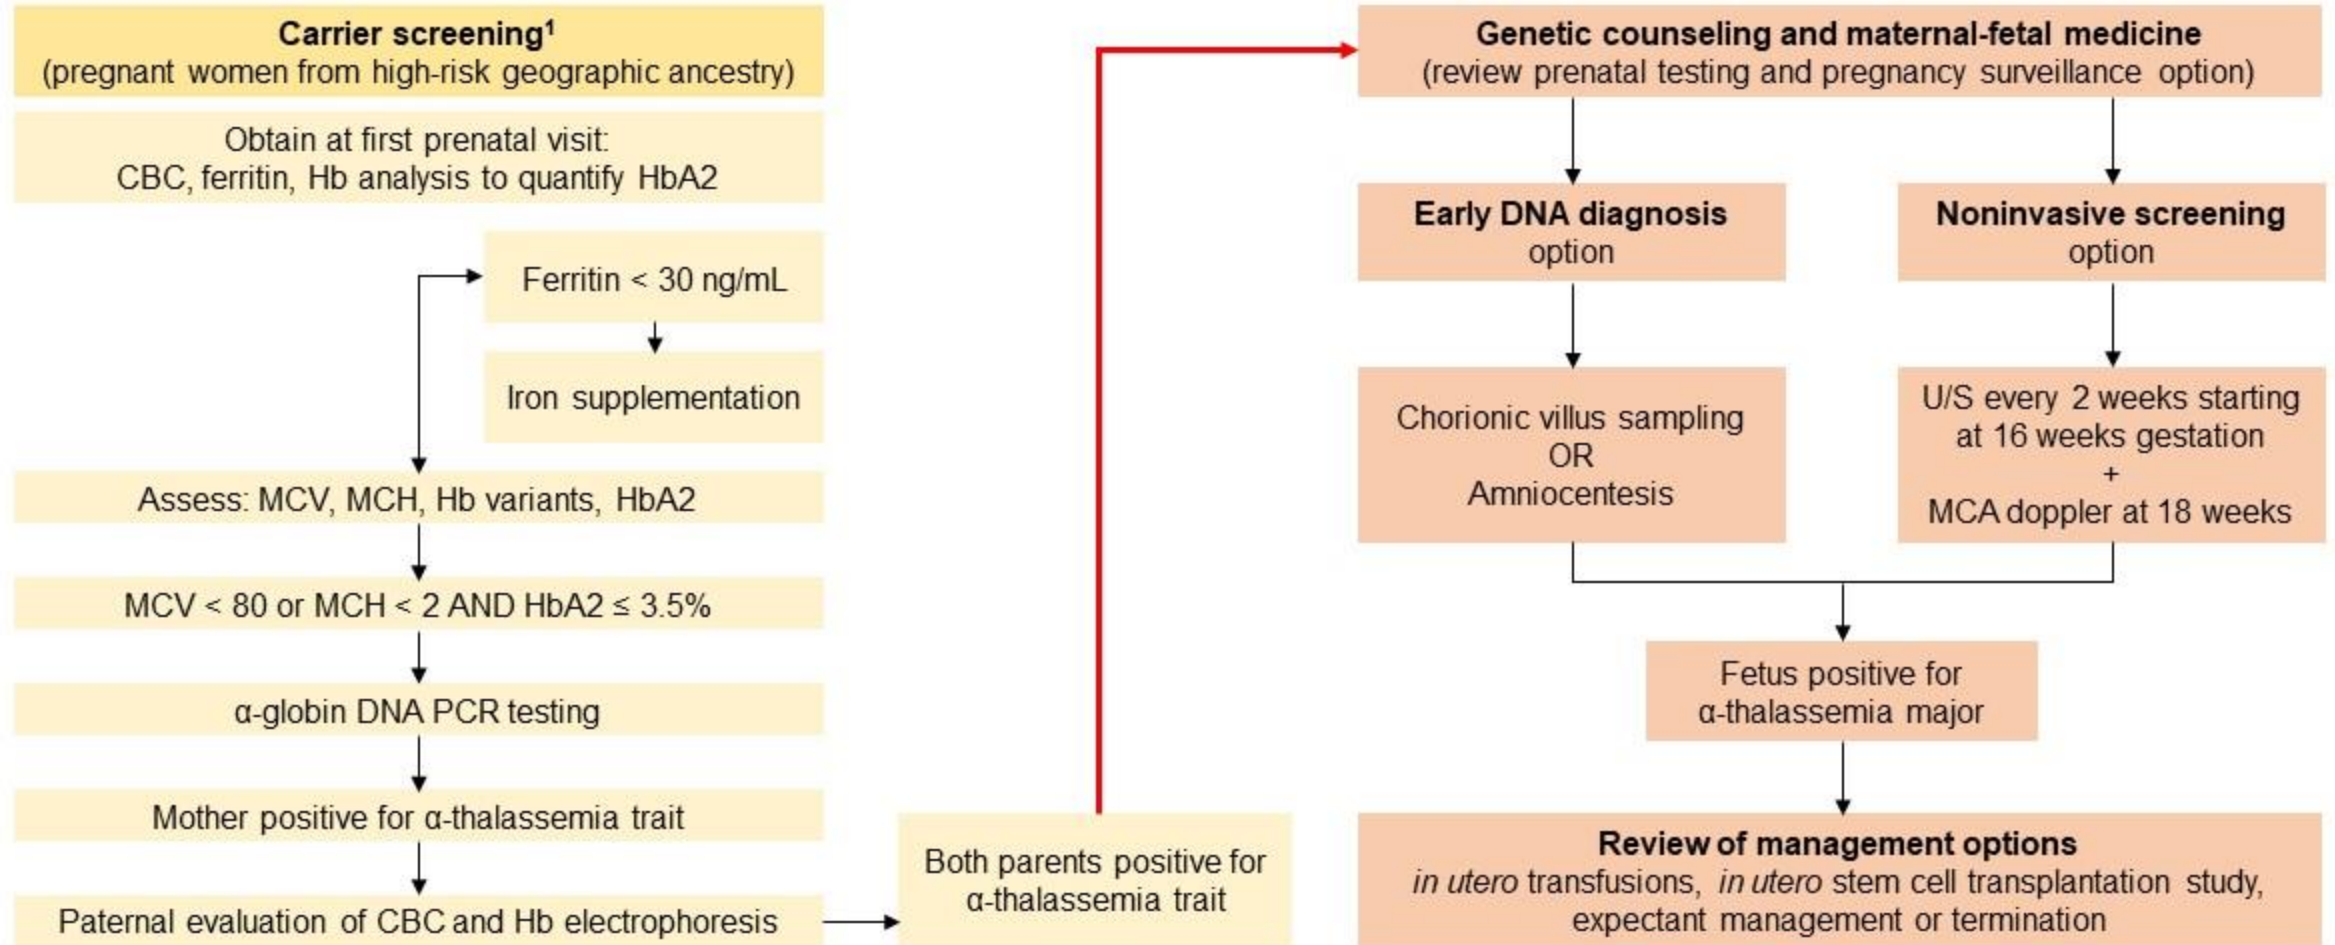 Carrier screening¹
(pregnant women from high-risk geographic ancestry)
Obtain at first prenatal visit:
CBC, ferritin, Hb analysis to quantify HbA2
Ferritin < 30 ng/mL
Iron supplementation
Assess: MCV, MCH, Hb variants, HbA2
MCV < 80 or MCH < 2 AND HbA2 ≤ 3.5%
α-globin DNA PCR testing
Mother positive for α-thalassemia trait
Paternal evaluation of CBC and Hb electrophoresis
Both parents positive for
α-thalassemia trait
Genetic counseling and maternal-fetal medicine
(review prenatal testing and pregnancy surveillance option)
Early DNA diagnosis
option
Chorionic villus sampling
OR
Amniocentesis
Noninvasive screening
option
U/S every 2 weeks starting
at 16 weeks gestation
+
MCA doppler at 18 weeks
Fetus positive for
α-thalassemia major
Review of management options
in utero transfusions, in utero stem cell transplantation study,
expectant management or termination